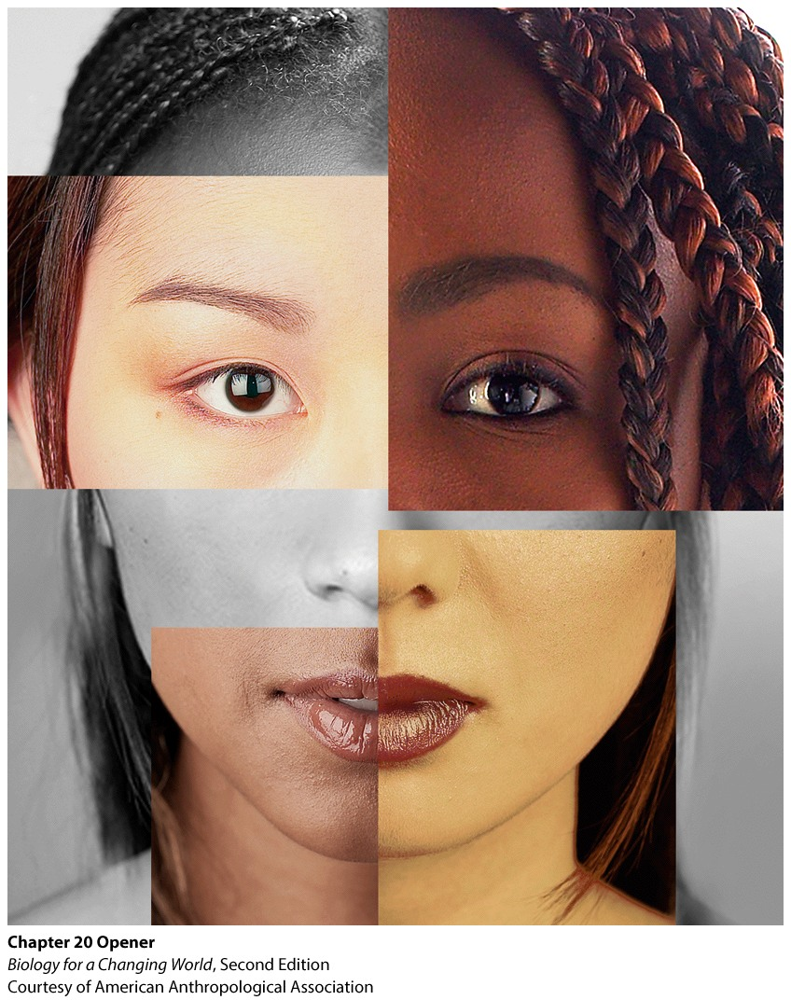 Chapter 20 Opener
Biology for a Changing World, Second Edition
Courtesy of American Anthropological Association